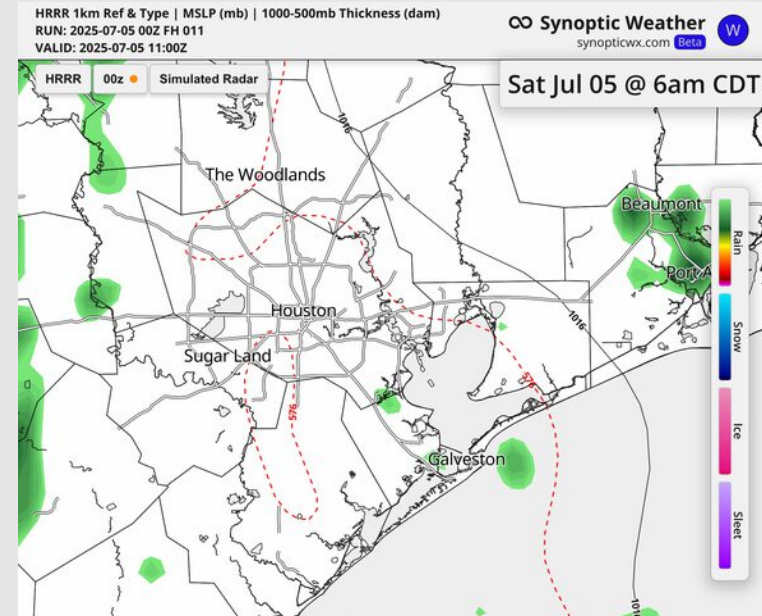 HRRR 1km Ref & Type | MSLP (mb) | 1000-500mb Thickness (dam)
RUN: 2025-07-05 00Z FH 011
VALID: 2025-07-05 11:00Z
Synoptic Weather
synopticwx.com Beta
W
HRRR
00z
Simulated Radar
Sat Jul 05 @ 6am CDT
1016
The Woodlands
Beaumont
Rain
Port A
Houston
1016
Snow
Sugar Land
576
576
Ice
Galveston
Sleet
101